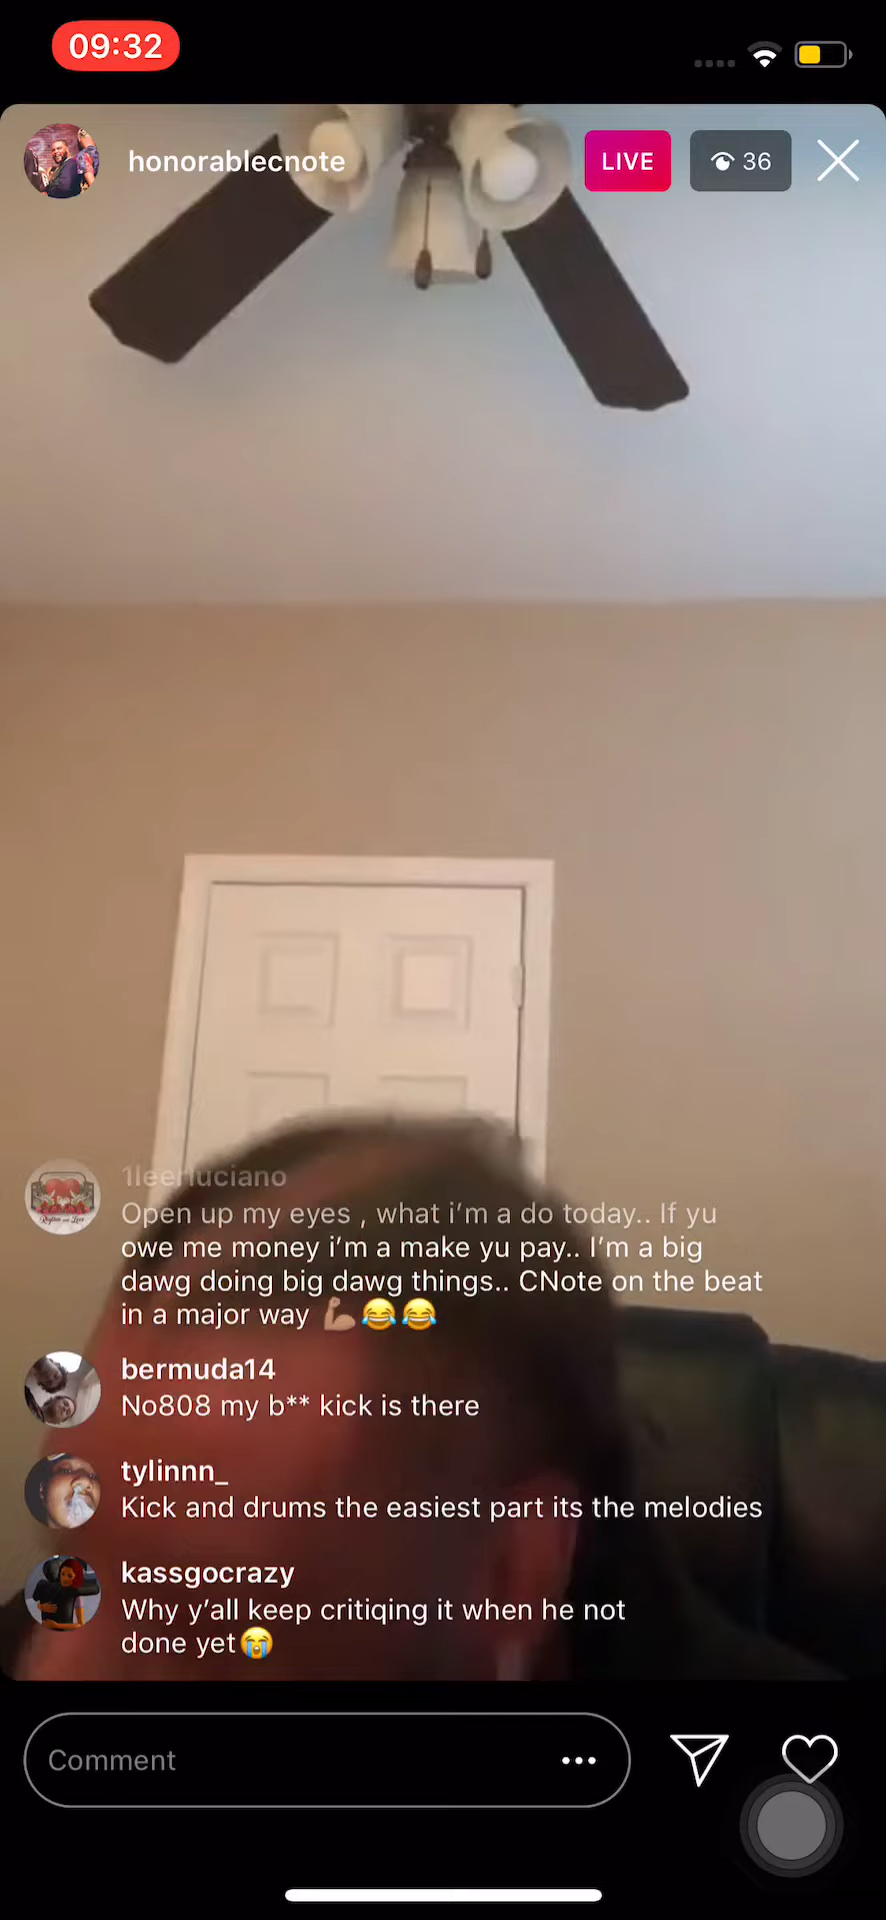 09:32
honorablecnote
LIVE
36
1leerluciano
Open up my eyes , what i'm a do today.. If yu
owe me money i'm a make yu pay.. I'm a big
dawg doing big dawg things.. CNote on the beat
in a major way 💪🏽😂😂
bermuda14
No808 my b** kick is there
tylinnn_
Kick and drums the easiest part its the melodies
kassgocrazy
Why y'all keep critiqing it when he not
done yet😭
Comment